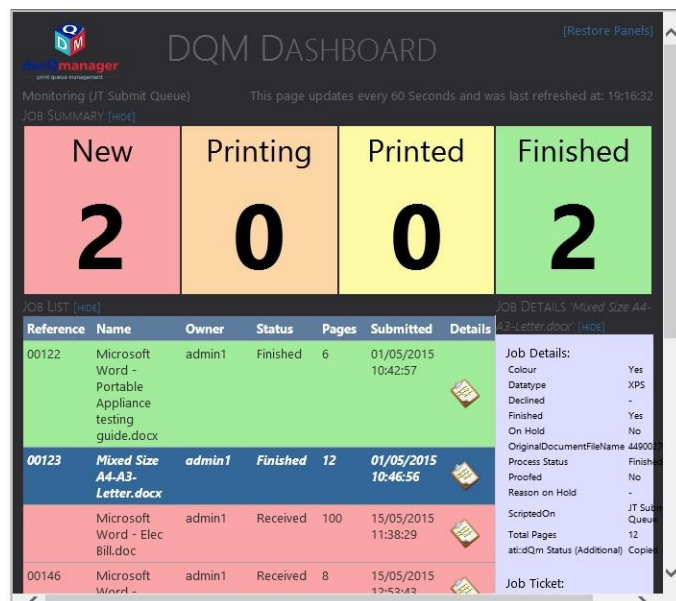 [Restore Panels]
DQM
docQmanager
print queue management
DQM DASHBOARD
Monitoring (JT Submit Queue)
This page updates every 60 Seconds and was last refreshed at: 19:16:32
JOB SUMMARY [HIDE]
New
Printing
Printed
Finished
2
0
0
2
JOB LIST [HIDE]
Reference Name Owner Status Pages Submitted Details
00122 Microsoft admin1 Finished 6 01/05/2015
Word - 10:42:57
Portable
Appliance
testing
guide.docx
00123 Mixed Size admin1 Finished 12 01/05/2015
A4-A3- 10:46:56
Letter.docx
Microsoft admin1 Received 100 15/05/2015
Word - Elec 11:38:29
Bill.doc
00146 Microsoft admin1 Received 8 15/05/2015
Word - 12:53:43
JOB DETAILS 'Mixed Size A4-
A3-Letter.docx' [HIDE]
Job Details:
Colour Yes
Datatype XPS
Declined -
Finished Yes
On Hold No
OriginalDocumentFileName
Process Status Finished
Proofed No
Reason on Hold -
ScriptedOn JT Subm
Queue
Total Pages 12
ati::dQm Status (Additional) Copied
Job Ticket: